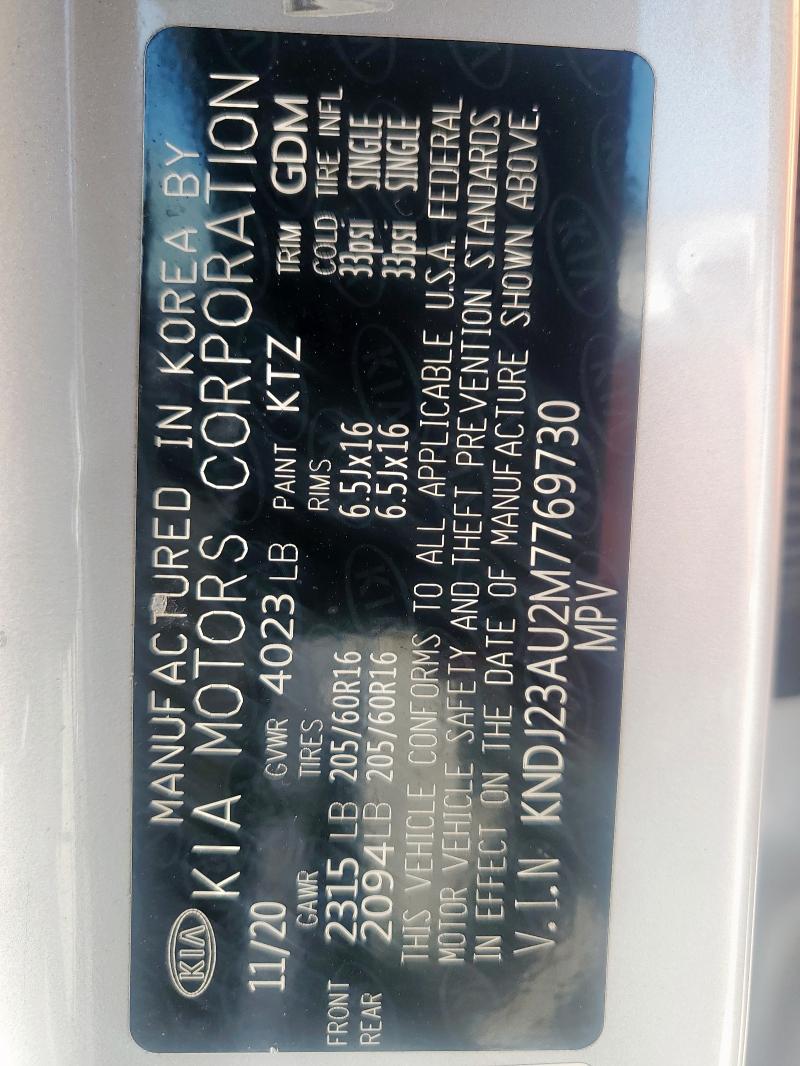 KIA MANUFACTURED IN KOREA BY
KIA MOTORS CORPORATION
11/20 GVWR 4023 LB PAINT KTZ TRIM GDM
GAWR TIRES RIMS COLD TIRE INFL
FRONT 2315 LB 205/60R16 6.5Jx16 33psi SINGLE
REAR 2094LB 205/60R16 6.5Jx16 33psi SINGLE
THIS VEHICLE CONFORMS TO ALL APPLICABLE U.S.A. FEDERAL
MOTOR VEHICLE SAFETY AND THEFT PREVENTION STANDARDS
IN EFFECT ON THE DATE OF MANUFACTURE SHOWN ABOVE.
V.I.N KNDJ23AU2M7769730
MPV